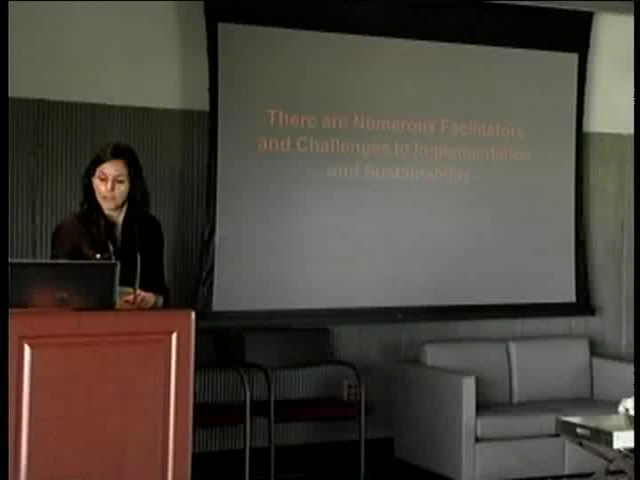 There are Numerous Facilitators
and Challenges to Implementation
and Sustainability